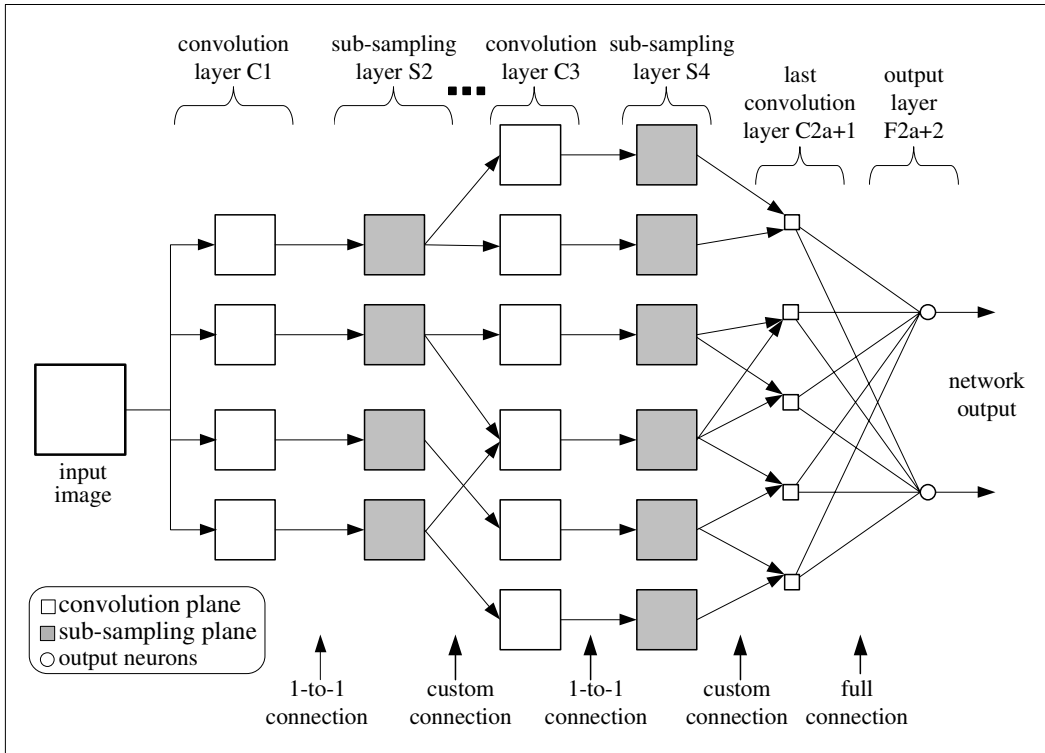 convolution
layer C1
sub-sampling
layer S2
convolution
layer C3
sub-sampling
layer S4
last
convolution
layer C2a+1
output
layer
F2a+2
input
image
network
output
convolution plane
sub-sampling plane
output neurons
1-to-1
connection
custom
connection
1-to-1
connection
custom
connection
full
connection